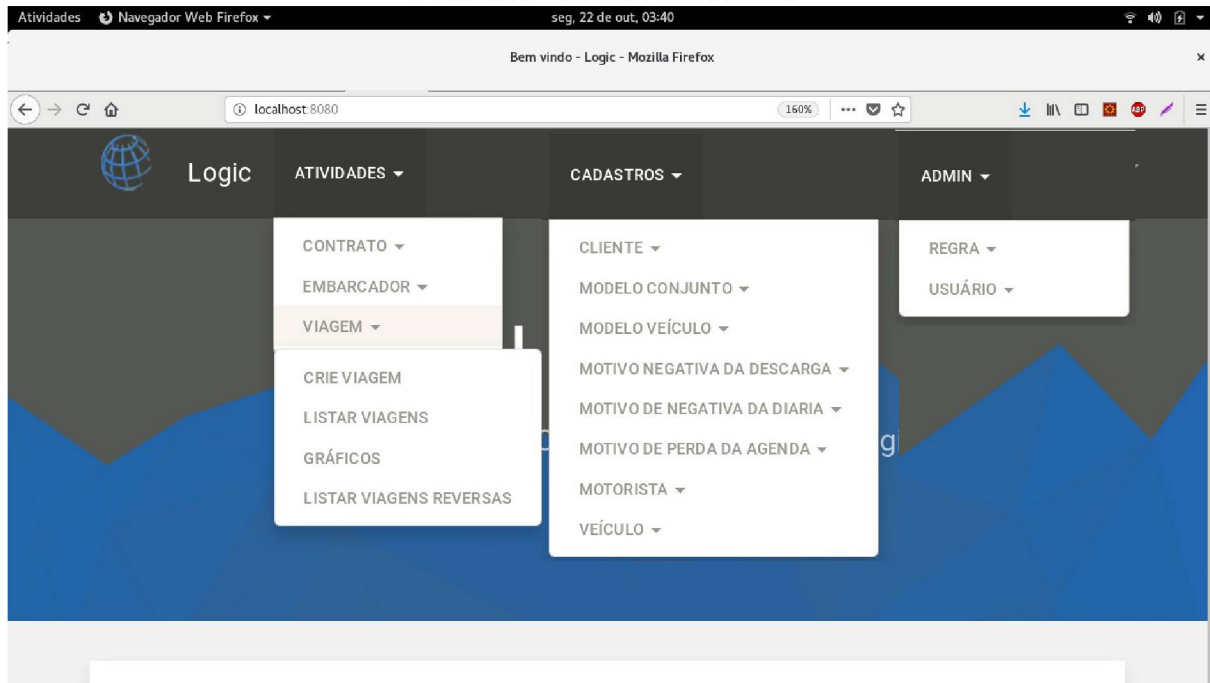 Atividades Navegador Web Firefox seg, 22 de out, 03:40
Bem vindo - Logic - Mozilla Firefox
localhost:8080 160%
ABP
Logic ATIVIDADES CADASTROS ADMIN
CONTRATO
EMBARCADOR
VIAGEM
CRIE VIAGEM
LISTAR VIAGENS
GRÁFICOS
LISTAR VIAGENS REVERSAS
CLIENTE
MODELO CONJUNTO
MODELO VEÍCULO
MOTIVO NEGATIVA DA DESCARGA
MOTIVO DE NEGATIVA DA DIARIA
MOTIVO DE PERDA DA AGENDA
MOTORISTA
VEÍCULO
REGRA
USUÁRIO